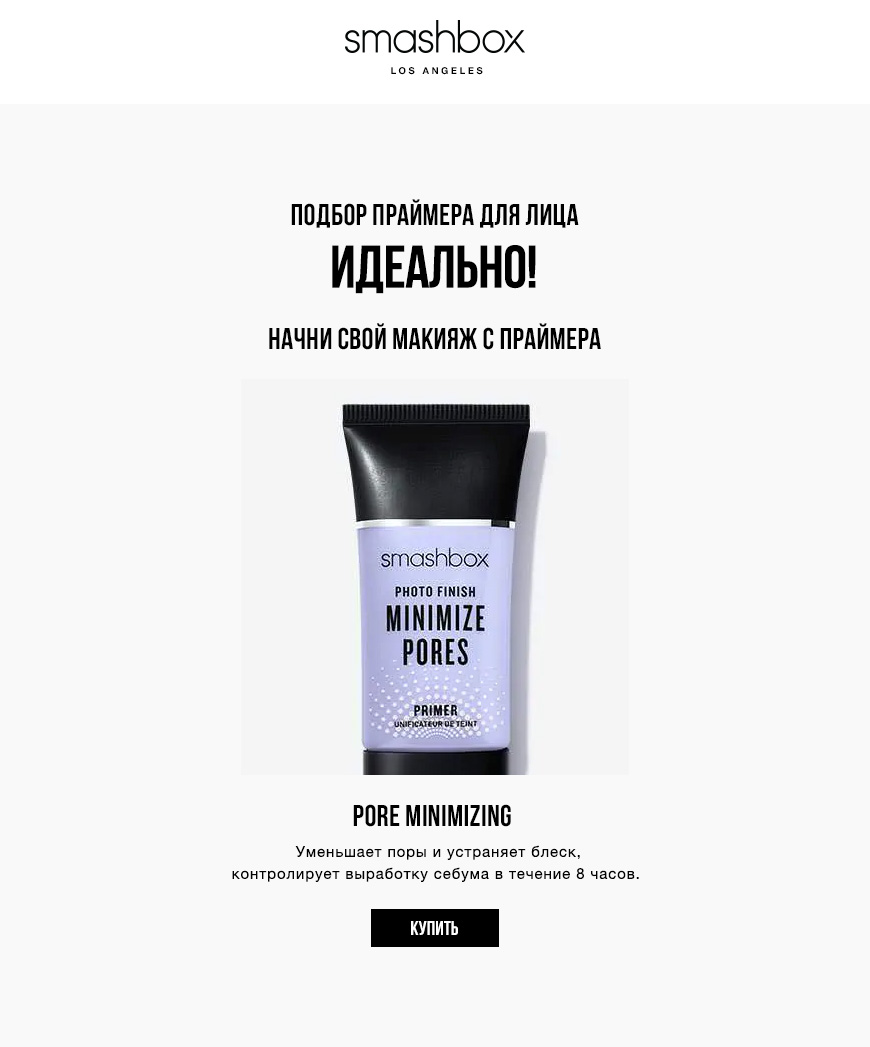 smashbox
LOS ANGELES
ПОДБОР ПРАЙМЕРА ДЛЯ ЛИЦА
ИДЕАЛЬНО!
НАЧНИ СВОЙ МАКИЯЖ С ПРАЙМЕРА
smashbox
PHOTO FINISH
MINIMIZE
PORES
PRIMER
UNIFICATEUR DE TEINT
PORE MINIMIZING
Уменьшает поры и устраняет блеск,
контролирует выработку себума в течение 8 часов.
КУПИТЬ